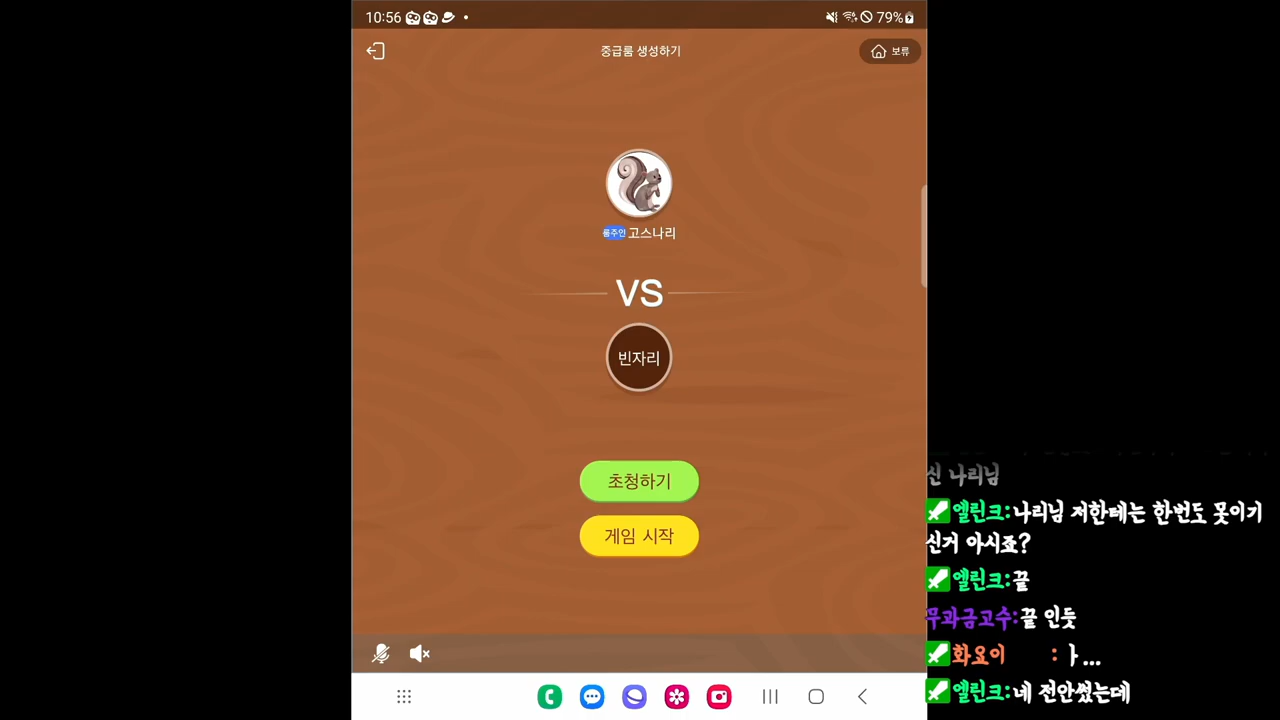 10:56
79%
중급룸 생성하기
보류
룸주인 고스나리
VS
빈자리
초청하기
게임 시작
신 나리님
엘린크:나리님 저한테는 한번도 못이기
신거 아시죠?
엘린크:끝
무과금고수:끝 인듯
화요이 :ㅏ...
엘린크:네 전안썼는데